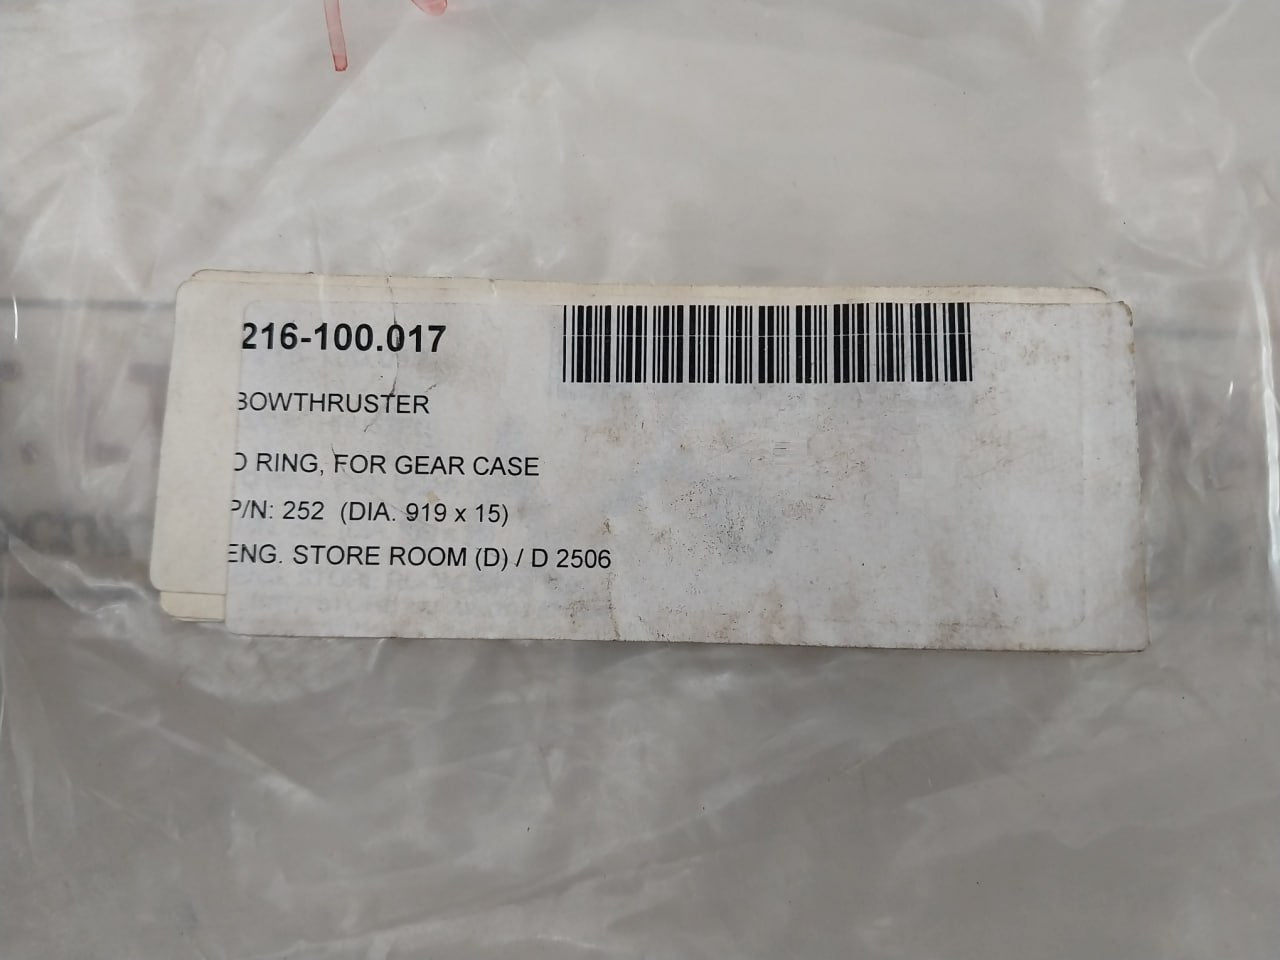 216-100.017
BOWTHRUSTER
O RING, FOR GEAR CASE
P/N: 252 (DIA. 919 x 15)
ENG. STORE ROOM (D) / D 2506